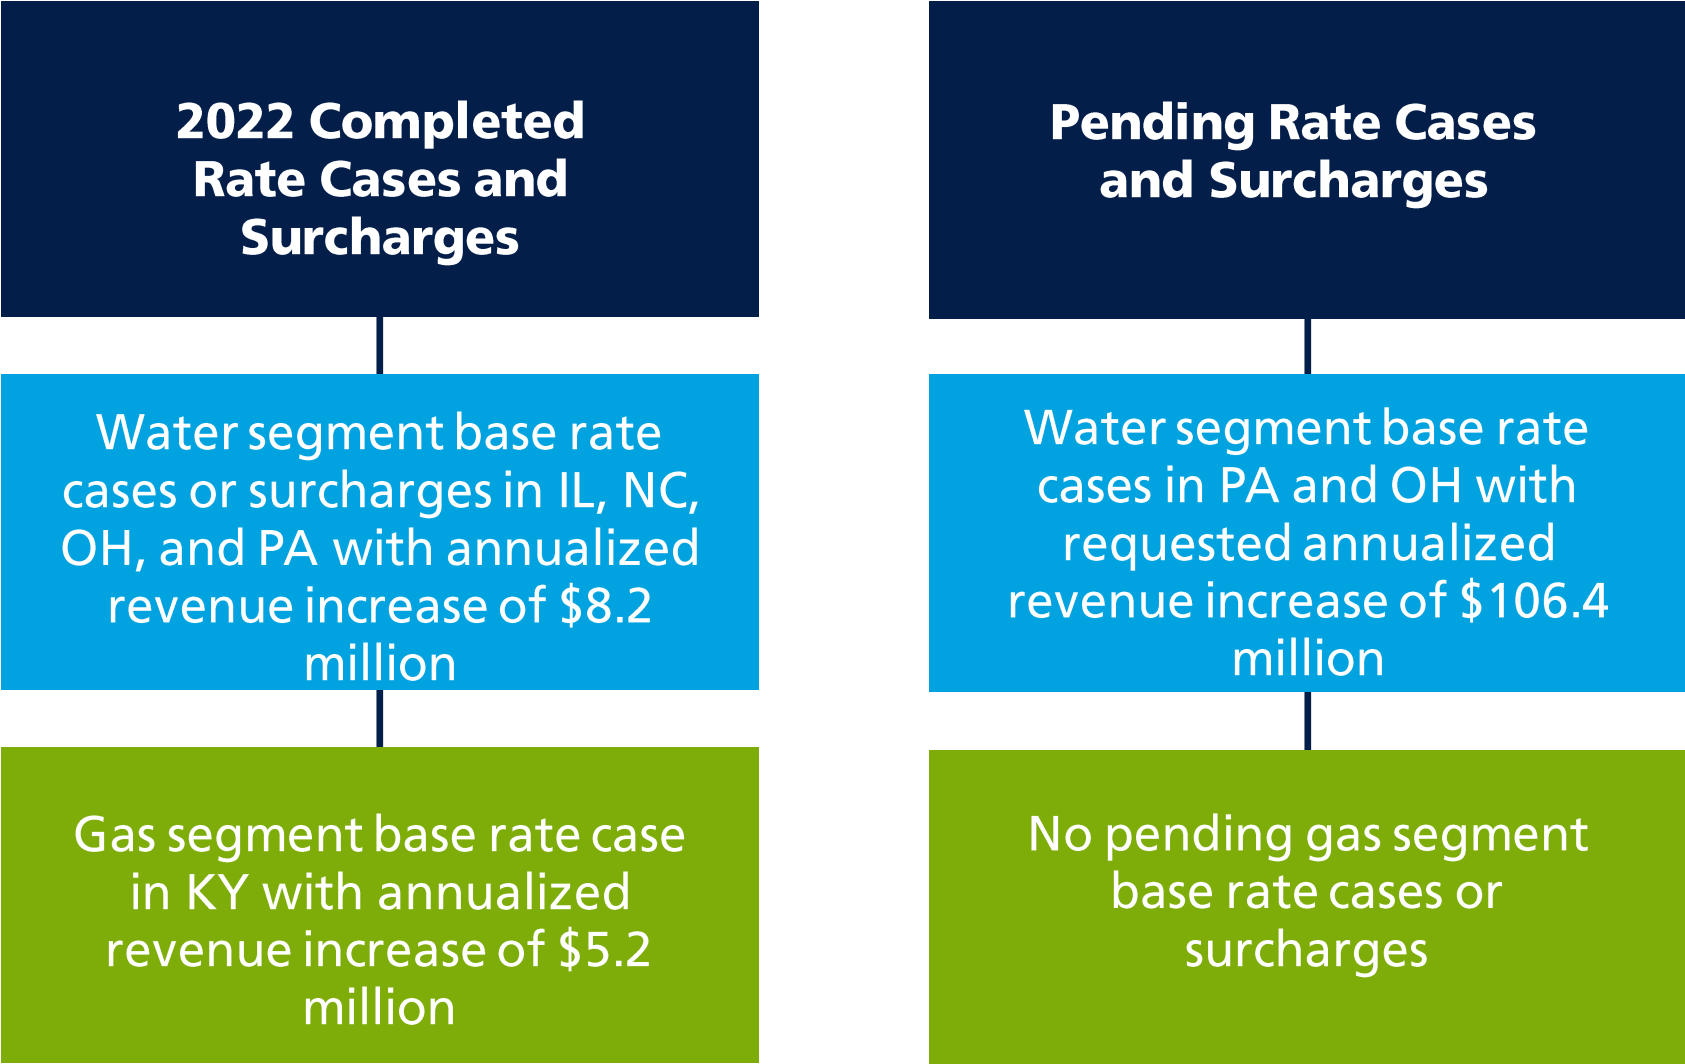 2022 Completed
Rate Cases and
Surcharges
Water segment base rate
cases or surcharges in IL, NC,
OH, and PA with annualized
revenue increase of $8.2
million
Gas segment base rate case
in KY with annualized
revenue increase of $5.2
million
Pending Rate Cases
and Surcharges
Water segment base rate
cases in PA and OH with
requested annualized
revenue increase of $106.4
million
No pending gas segment
base rate cases or
surcharges